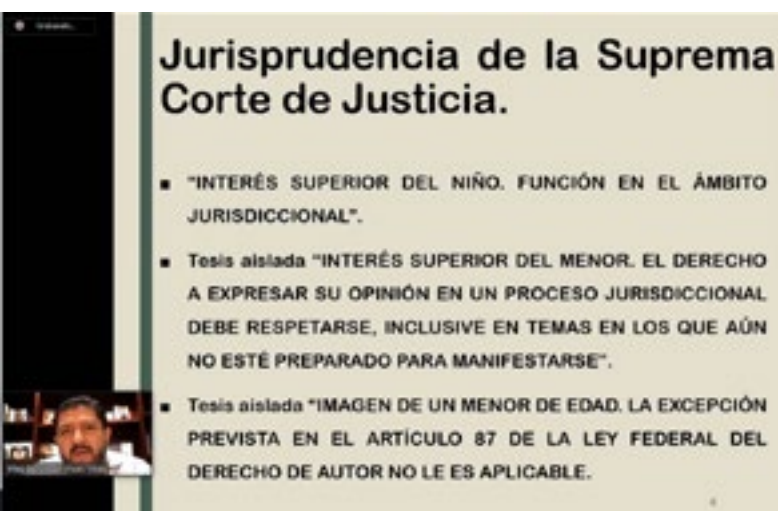 Jurisprudencia de la Suprema
Corte de Justicia.
▪ "INTERÉS SUPERIOR DEL NIÑO. FUNCIÓN EN EL ÁMBITO
JURISDICCIONAL".
▪ Tesis aislada "INTERÉS SUPERIOR DEL MENOR. EL DERECHO
A EXPRESAR SU OPINIÓN EN UN PROCESO JURISDICCIONAL
DEBE RESPETARSE, INCLUSIVE EN TEMAS EN LOS QUE AÚN
NO ESTÉ PREPARADO PARA MANIFESTARSE".
▪ Tesis aislada "IMAGEN DE UN MENOR DE EDAD. LA EXCEPCIÓN
PREVISTA EN EL ARTÍCULO 87 DE LA LEY FEDERAL DEL
DERECHO DE AUTOR NO LE ES APLICABLE.